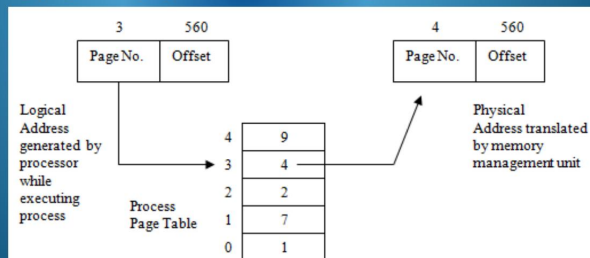 3 560
Page No. Offset
4 560
Page No. Offset
Logical
Address
generated by
processor
while
executing
process
Process
Page Table
4 9
3 4
2 2
1 7
0 1
Physical
Address translated
by memory
management unit